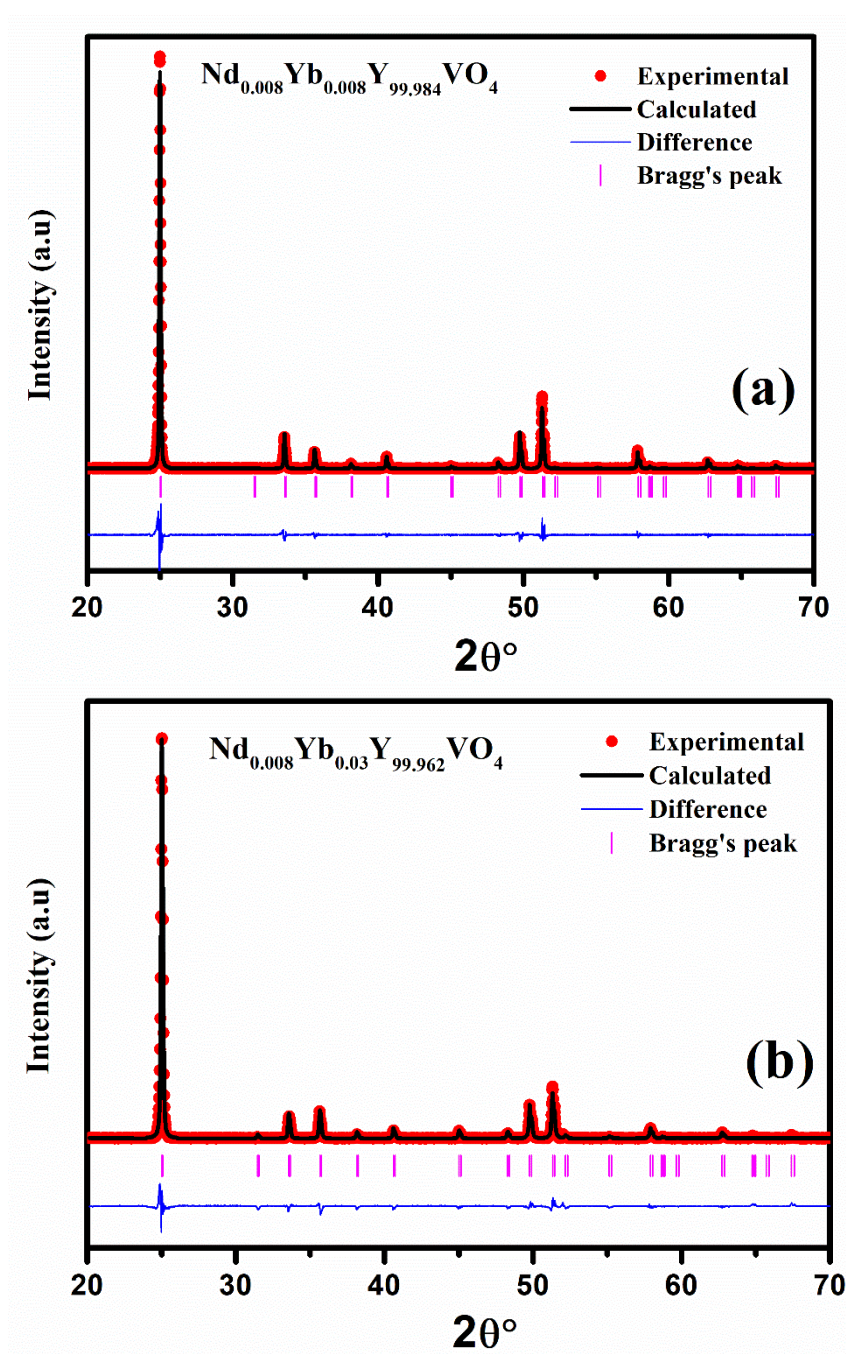 Nd0.008Yb0.008Y99.984VO4
Experimental
Calculated
Difference
Bragg's peak
Intensity (a.u)
(a)
20 30 40 50 60 70
2θ°
Nd0.008Yb0.03Y99.962VO4
Experimental
Calculated
Difference
Bragg's peak
Intensity (a.u)
(b)
20 30 40 50 60 70
2θ°